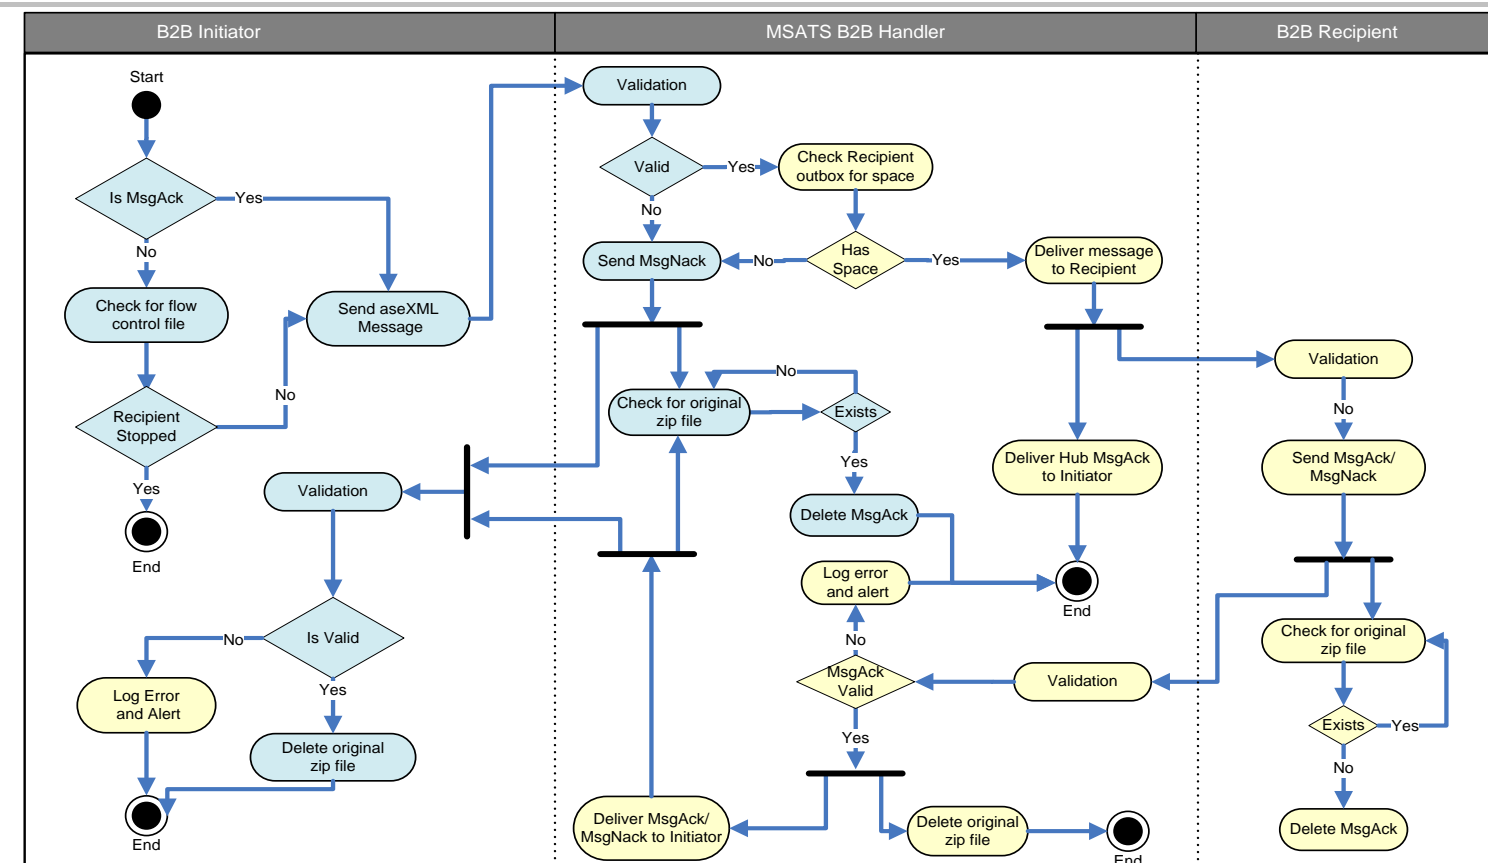 B2B Initiator
MSATS B2B Handler
B2B Recipient
Start
Is MsgAck
Yes
No
Check for flow
control file
Send aseXML
Message
Recipient
Stopped
No
Yes
End
Validation
Is Valid
No
Yes
Log Error
and Alert
Delete original
zip file
End
Validation
Valid
Yes
Check Recipient
outbox for space
No
Send MsgNack
No
Has
Space
Yes
Deliver message
to Recipient
No
Check for original
zip file
Exists
Yes
Deliver Hub MsgAck
to Initiator
Delete MsgAck
Log error
and alert
End
No
MsgAck
Valid
Validation
Yes
Deliver MsgAck/
MsgNack to Initiator
Delete original
zip file
End
Validation
No
Send MsgAck/
MsgNack
Check for original
zip file
Exists
Yes
No
Delete MsgAck